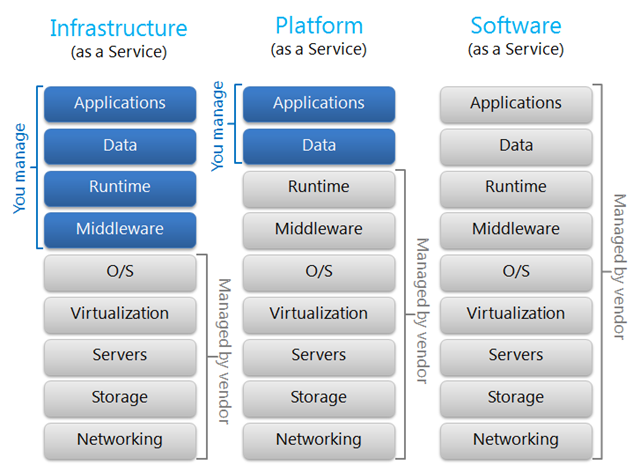 Infrastructure
(as a Service)
You manage
Applications
Data
Runtime
Middleware
O/S
Virtualization
Servers
Storage
Networking
Managed by vendor
Platform
(as a Service)
You manage
Applications
Data
Runtime
Middleware
O/S
Virtualization
Servers
Storage
Networking
Managed by vendor
Software
(as a Service)
Applications
Data
Runtime
Middleware
O/S
Virtualization
Servers
Storage
Networking
Managed by vendor